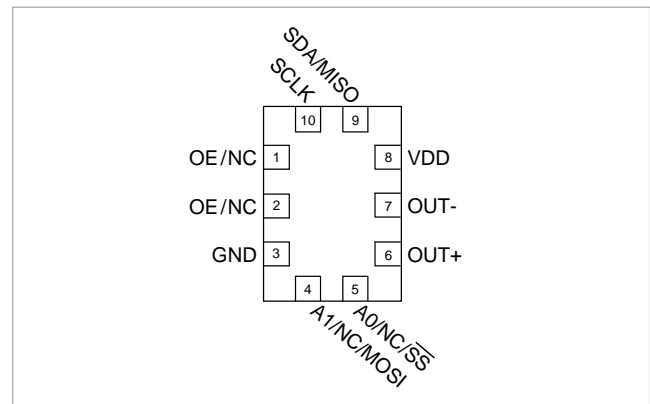 SDA/MISO
SCLK
10
9
OE/NC
1
8
VDD
OE/NC
2
7
OUT-
GND
3
6
OUT+
4
5
A1/NC/MOSI
A0/NC/S̅S̅